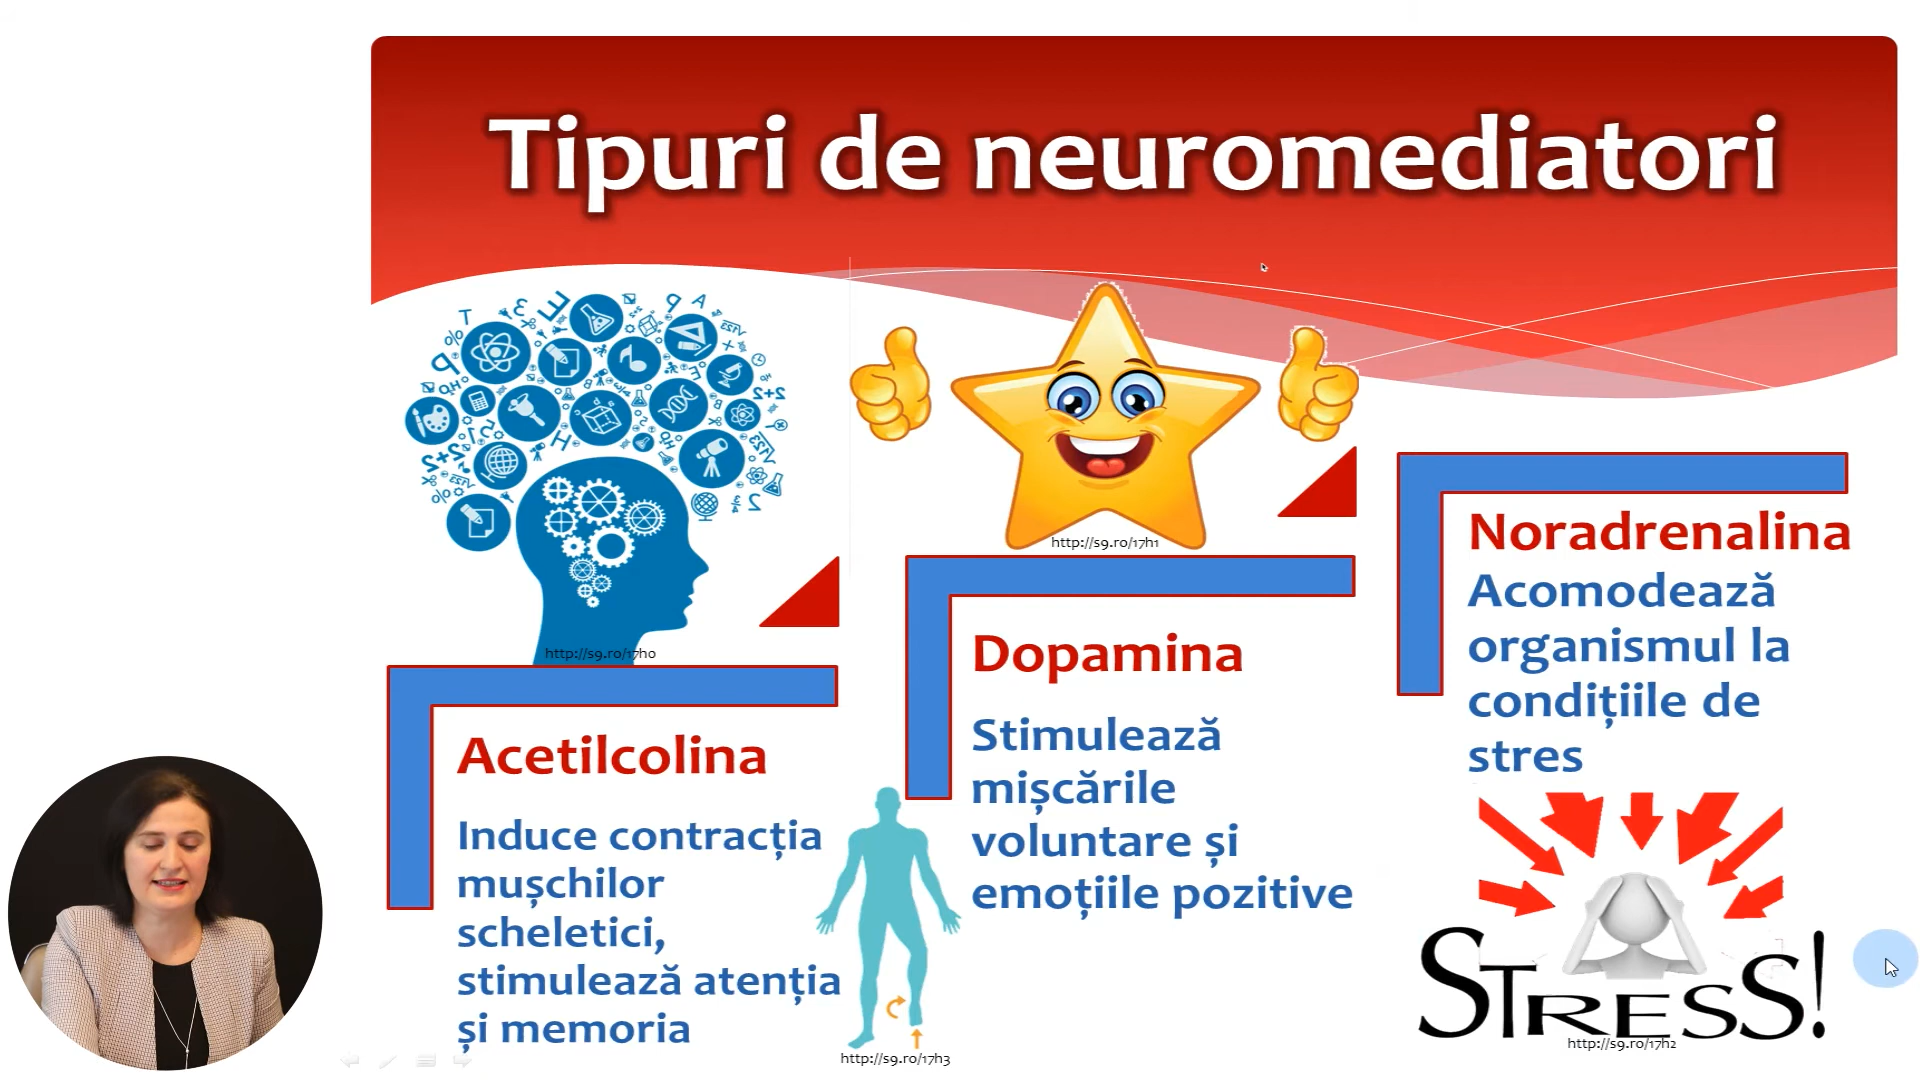 Tipuri de neuromediatori
http://s9.ro/17h0
Acetilcolina
Induce contracția
mușchilor
scheletici,
stimulează atenția
și memoria
http://s9.ro/17h3
http://s9.ro/17h1
Dopamina
Stimulează
mișcările
voluntare și
emoțiile pozitive
Noradrenalina
Acomodează
organismul la
condițiile de
stres
STRESS!
http://s9.ro/17h2